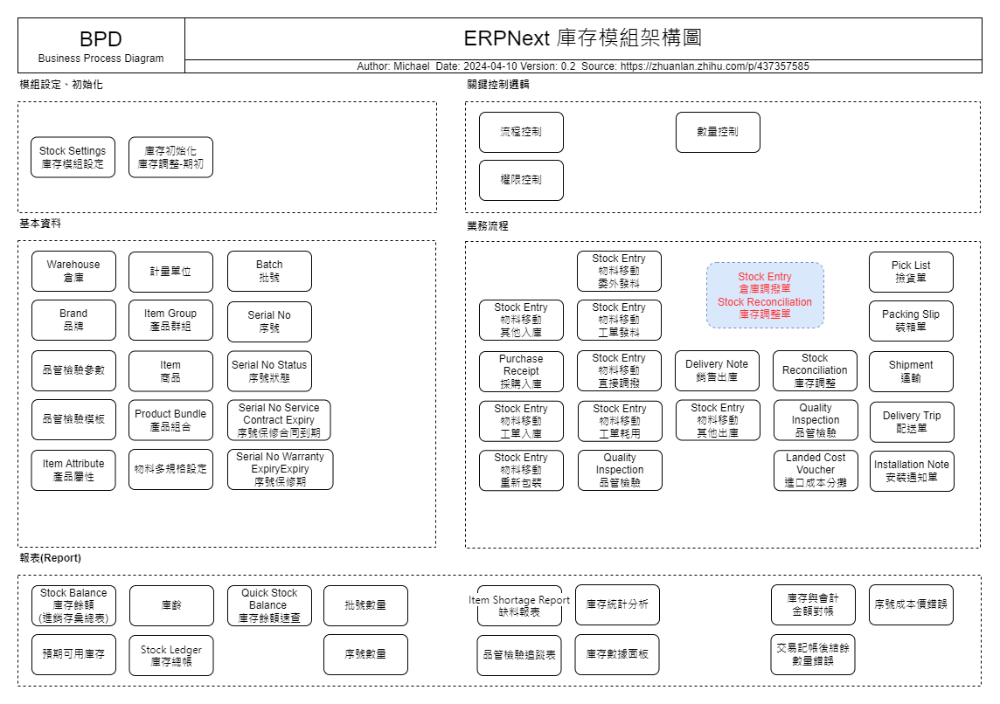 BPD
Business Process Diagram
ERPNext 庫存模組架構圖
Author: Michael  Date: 2024-04-10 Version: 0.2  Source: https://zhuanlan.zhihu.com/p/437357585
模組設定、初始化
Stock Settings
庫存模組設定
庫存初始化
庫存調整-期初
關鍵控制邏輯
流程控制
數量控制
權限控制
基本資料
Warehouse
倉庫
計量單位
Batch
批號
Brand
品牌
Item Group
產品群組
Serial No
序號
品管檢驗參數
Item
商品
Serial No Status
序號狀態
品管檢驗模板
Product Bundle
產品組合
Serial No Service
Contract Expiry
序號保修合同到期
Item Attribute
產品屬性
物料多規格設定
Serial No Warranty
ExpiryExpiry
序號保修期
業務流程
Stock Entry
物料移動
委外發料
Stock Entry
倉庫調撥單
Stock Reconciliation
庫存調整單
Pick List
撿貨單
Stock Entry
物料移動
其他入庫
Stock Entry
物料移動
工單發料
Packing Slip
裝箱單
Purchase
Receipt
採購入庫
Stock Entry
物料移動
直接調撥
Delivery Note
銷售出庫
Stock
Reconciliation
庫存調整
Shipment
運輸
Stock Entry
物料移動
工單入庫
Stock Entry
物料移動
工單耗用
Stock Entry
物料移動
其他出庫
Quality
Inspection
品管檢驗
Delivery Trip
配送單
Stock Entry
物料移動
重新包裝
Quality
Inspection
品管檢驗
Landed Cost
Voucher
進口成本分攤
Installation Note
安裝通知單
報表(Report)
Stock Balance
庫存餘額
(進銷存彙總表)
庫齡
Quick Stock
Balance
庫存餘額速查
批號數量
Item Shortage Report
缺料報表
庫存統計分析
庫存與會計
金額對帳
序號成本價錯誤
預期可用庫存
Stock Ledger
庫存總帳
序號數量
品管檢驗追蹤表
庫存數據面板
交易記帳後結餘
數量錯誤